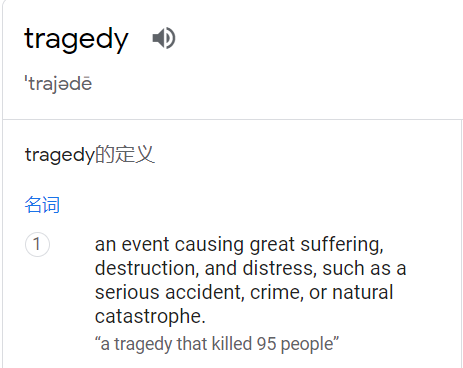 tragedy
ˈtrajədē
tragedy的定义
名词
1
an event causing great suffering,
destruction, and distress, such as a
serious accident, crime, or natural
catastrophe.
“a tragedy that killed 95 people”